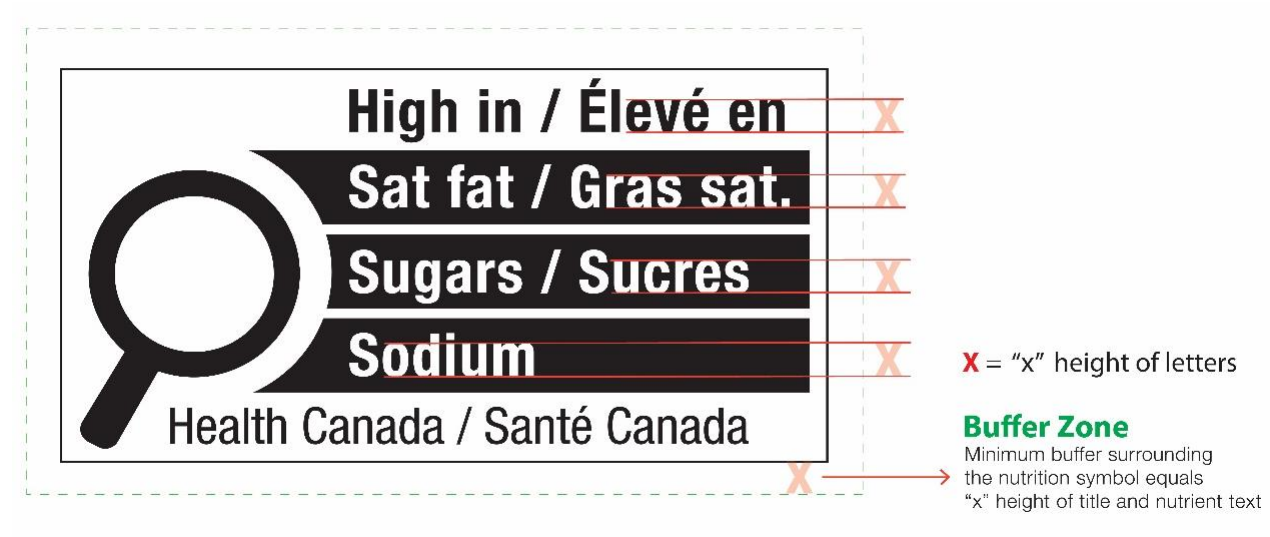 High in / Élevé en
X
Sat fat / Gras sat.
X
Sugars / Sucres
X
Sodium
X
Health Canada / Santé Canada
X
X = “x” height of letters
Buffer Zone
Minimum buffer surrounding
the nutrition symbol equals
“x” height of title and nutrient text